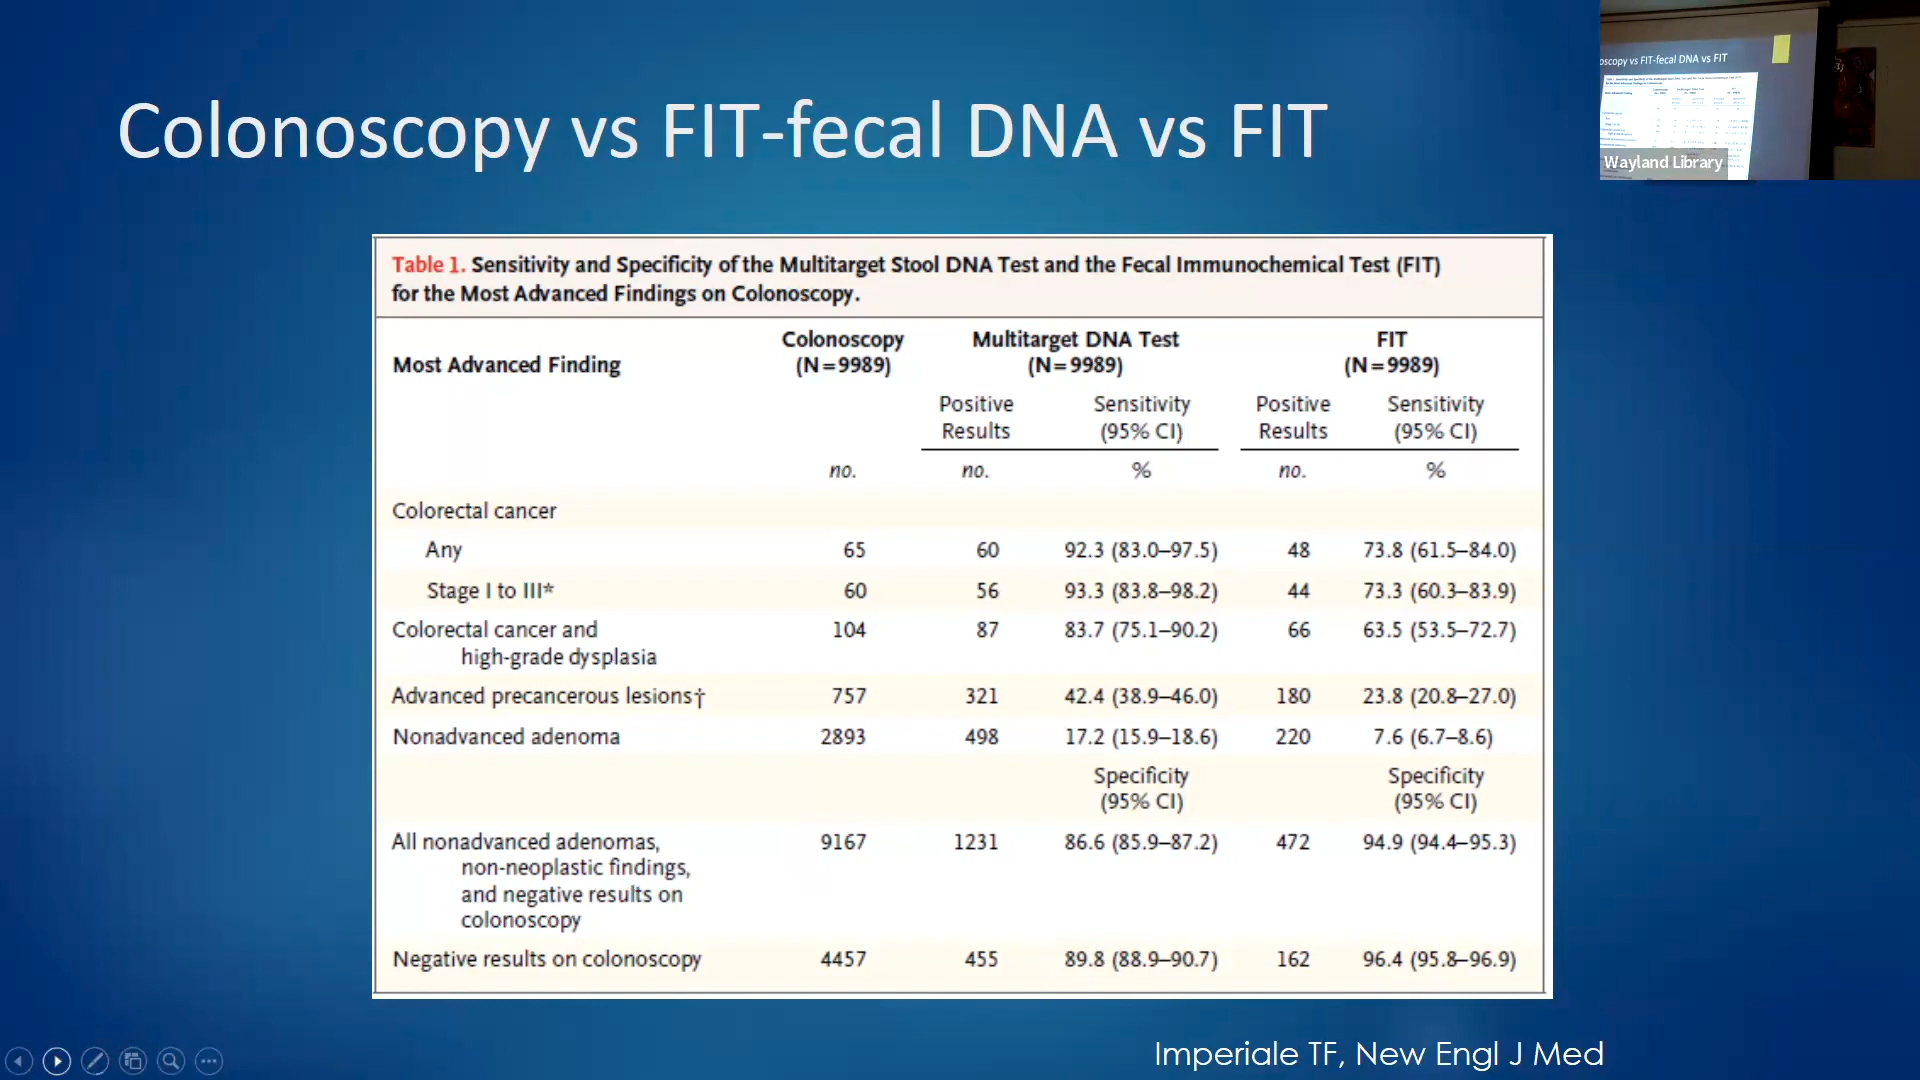 Colonoscopy vs FIT-fecal DNA vs FIT
oscopy vs FIT-fecal DNA vs FIT
Wayland Library
Table 1. Sensitivity and Specificity of the Multitarget Stool DNA Test and the Fecal Immunochemical Test (FIT)
for the Most Advanced Findings on Colonoscopy.
Most Advanced Finding
Colonoscopy
(N=9989)
Multitarget DNA Test
(N=9989)
FIT
(N=9989)
Positive Results
Sensitivity (95% CI)
Positive Results
Sensitivity (95% CI)
no. no. % no. %
Colorectal cancer
Any 65 60 92.3 (83.0–97.5) 48 73.8 (61.5–84.0)
Stage I to III* 60 56 93.3 (83.8–98.2) 44 73.3 (60.3–83.9)
Colorectal cancer and 104 87 83.7 (75.1–90.2) 66 63.5 (53.5–72.7)
high-grade dysplasia
Advanced precancerous lesions† 757 321 42.4 (38.9–46.0) 180 23.8 (20.8–27.0)
Nonadvanced adenoma 2893 498 17.2 (15.9–18.6) 220 7.6 (6.7–8.6)
Specificity Specificity
(95% CI) (95% CI)
All nonadvanced adenomas, 9167 1231 86.6 (85.9–87.2) 472 94.9 (94.4–95.3)
non-neoplastic findings,
and negative results on
colonoscopy
Negative results on colonoscopy 4457 455 89.8 (88.9–90.7) 162 96.4 (95.8–96.9)
Imperiale TF, New Engl J Med